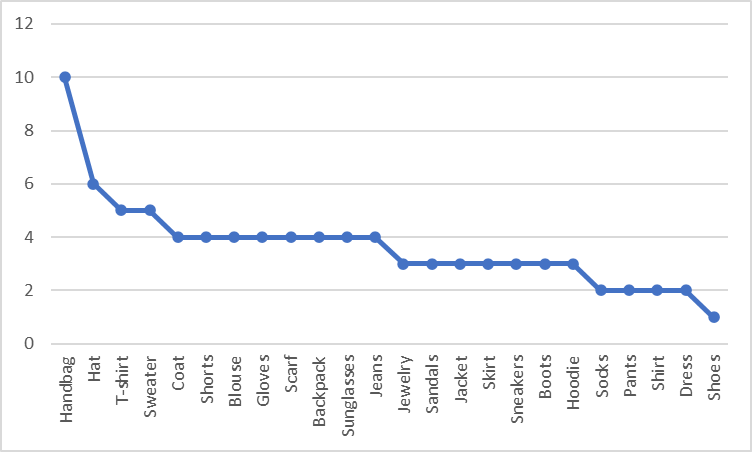 12
10
8
6
4
2
0
Handbag
Hat
T-shirt
Sweater
Coat
Shorts
Blouse
Gloves
Scarf
Backpack
Sunglasses
Jeans
Jewelry
Sandals
Jacket
Skirt
Sneakers
Boots
Hoodie
Socks
Pants
Shirt
Dress
Shoes